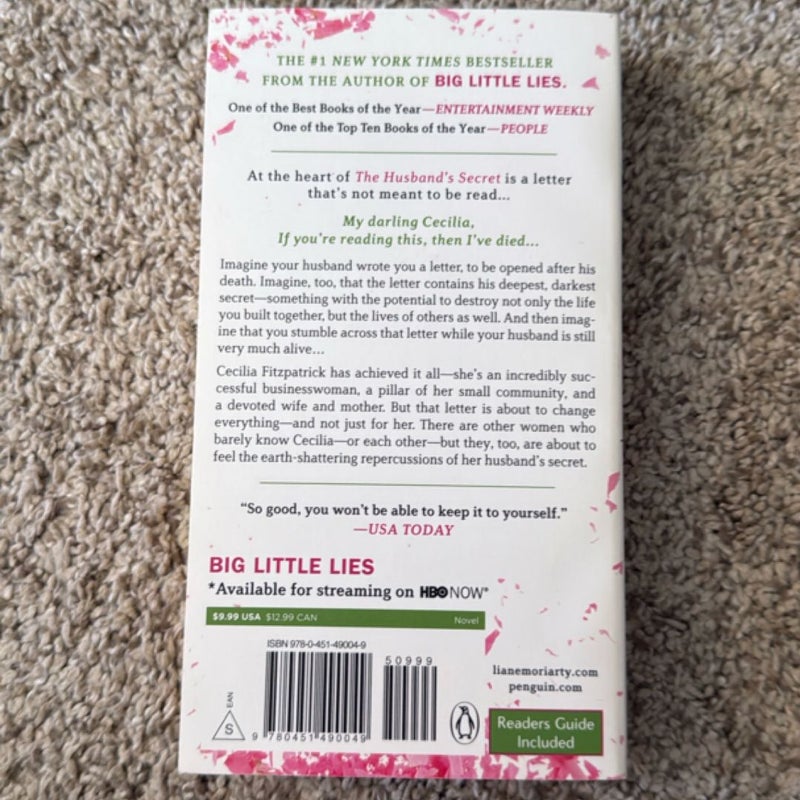 THE #1 NEW YORK TIMES BESTSELLER
FROM THE AUTHOR OF BIG LITTLE LIES.
One of the Best Books of the Year—ENTERTAINMENT WEEKLY
One of the Top Ten Books of the Year—PEOPLE
At the heart of The Husband's Secret is a letter
that's not meant to be read...
My darling Cecilia,
If you're reading this, then I've died...
Imagine your husband wrote you a letter, to be opened after his
death. Imagine, too, that the letter contains his deepest, darkest
secret—something with the potential to destroy not only the life
you built together, but the lives of others as well. And then imag-
ine that you stumble across that letter while your husband is still
very much alive...
Cecilia Fitzpatrick has achieved it all—she's an incredibly suc-
cessful businesswoman, a pillar of her small community, and
a devoted wife and mother. But that letter is about to change
everything—and not just for her. There are other women who
barely know Cecilia—or each other—but they, too, are about to
feel the earth-shattering repercussions of her husband's secret.
"So good, you won't be able to keep it to yourself."
—USA TODAY
BIG LITTLE LIES
*Available for streaming on HBO NOW®
$9.99 USA $12.99 CAN Novel
ISBN 978-0-451-49004-9
50999
EAN
S
9 780451 490049
lianemoriarty.com
penguin.com
Readers Guide
Included